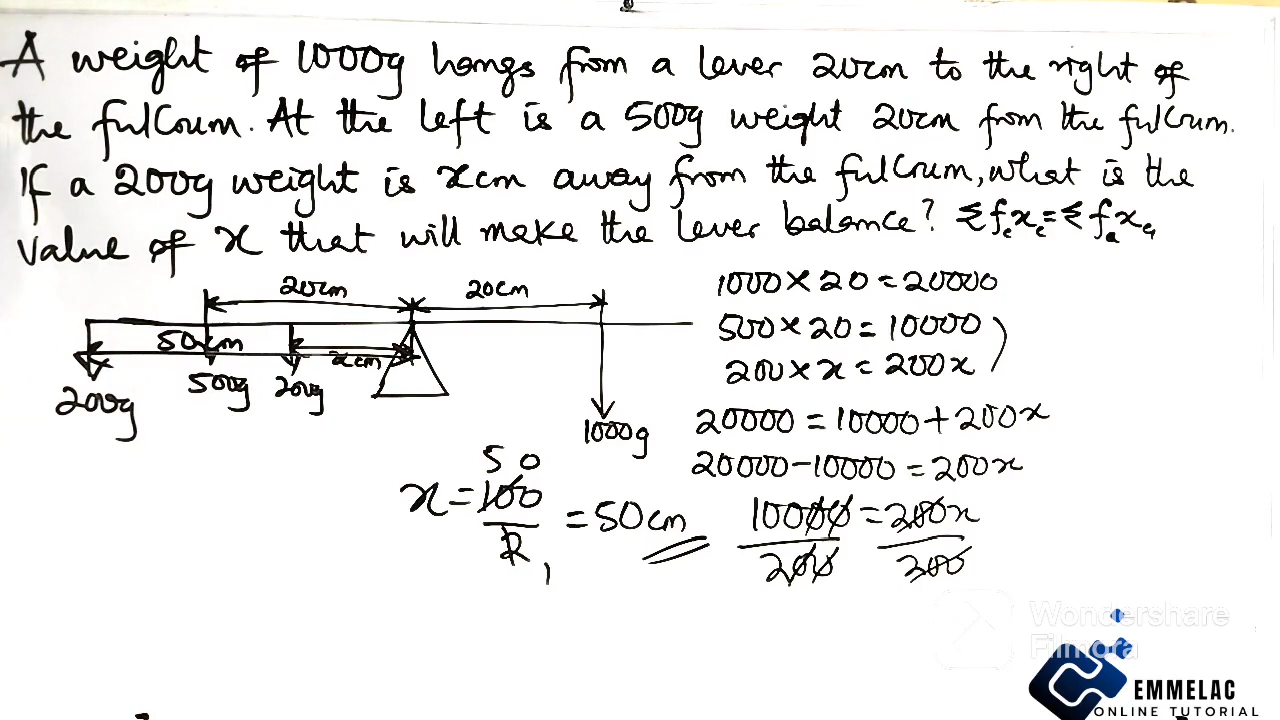 A weight of 1000g hangs from a lever 20cm to the right of
the fulcrum. At the left is a 500g weight 20cm from the fulcrum.
If a 200g weight is xcm away from the fulcrum, what is the
value of x that will make the lever balance? Σfcxc = Σfaxa
20cm 20cm
50cm xcm
200g 500g 200g 1000g
1000 × 20 = 20000
500 × 20 = 10000
200 × x = 200x
20000 = 10000 + 200x
20000 - 10000 = 200x
10000 = 200x
200 200
50
x = 100 = 50cm
2 1
Wondershare
Filmora
EMMELAC
ONLINE TUTORIAL